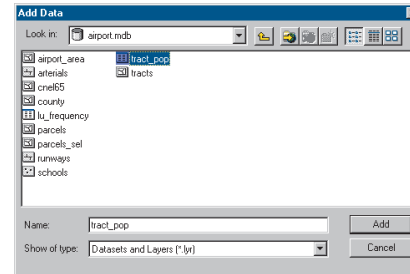 Add Data
Look in: airport.mdb
airport_area
arterials
cnel65
county
lu_frequency
parcels
parcels_sel
runways
schools
tract_pop
tracts
Name: tract_pop Add
Show of type: Datasets and Layers (*.lyr) Cancel